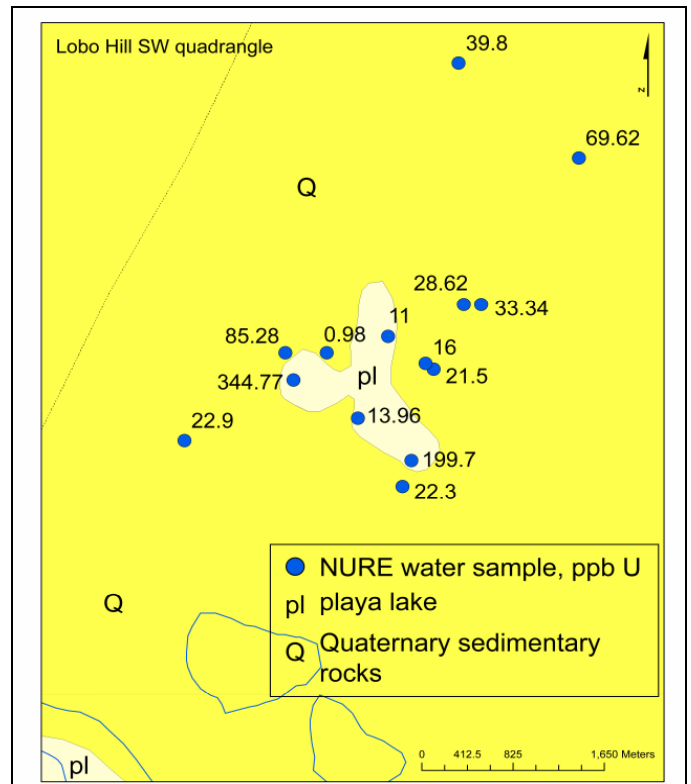 Lobo Hill SW quadrangle
39.8
N
69.62
Q
28.62
33.34
11
85.28
0.98
16
pl
344.77
21.5
13.96
22.9
199.7
22.3
NURE water sample, ppb U
pl playa lake
Q Quaternary sedimentary
rocks
Q
pl
0 412.5 825 1,650 Meters